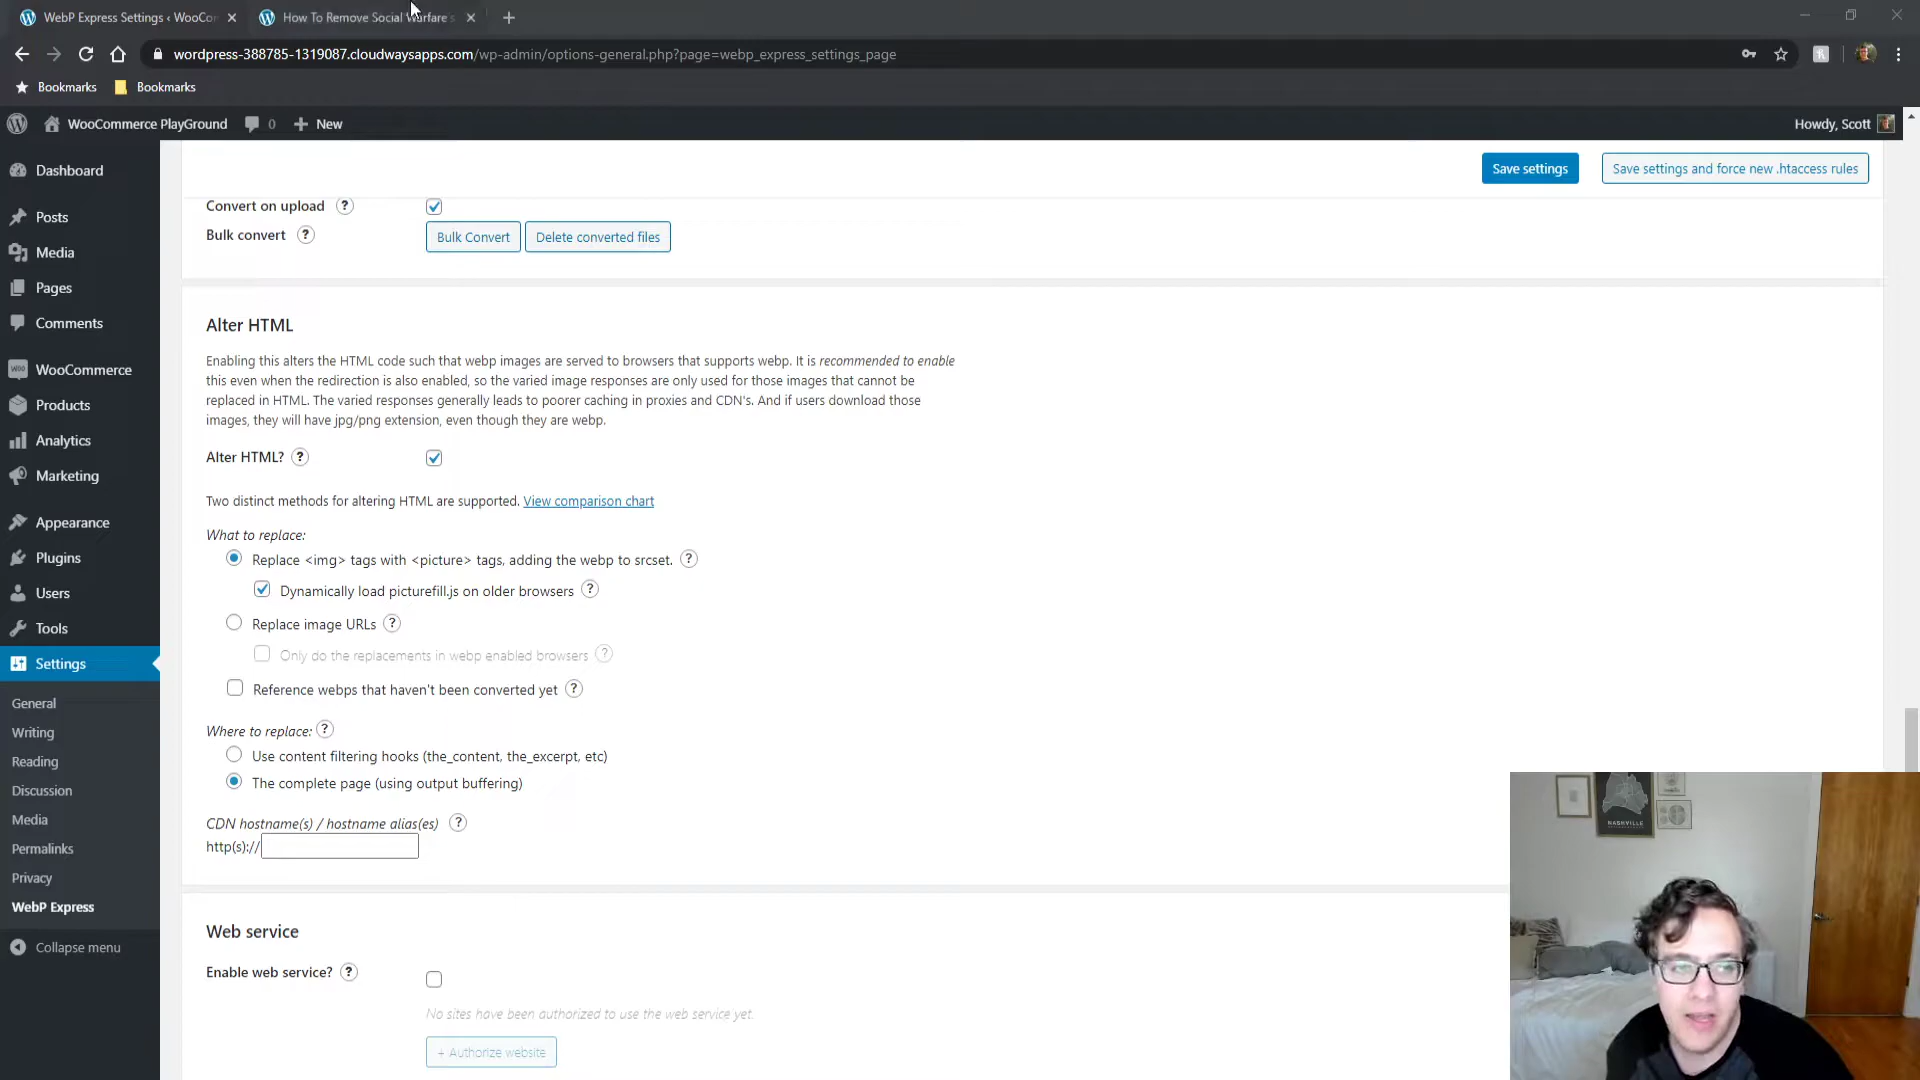 WebP Express Settings ‹ WooCo
How To Remove Social Warfare's
wordpress-388785-1319087.cloudwaysapps.com/wp-admin/options-general.php?page=webp_express_settings_page
Bookmarks
Bookmarks
WooCommerce PlayGround
0
New
Howdy, Scott
Dashboard
Posts
Media
Pages
Comments
WooCommerce
Products
Analytics
Marketing
Appearance
Plugins
Users
Tools
Settings
General
Writing
Reading
Discussion
Media
Permalinks
Privacy
WebP Express
Collapse menu
Save settings
Save settings and force new .htaccess rules
Convert on upload ?
Bulk convert ?
Bulk Convert
Delete converted files
Alter HTML
Enabling this alters the HTML code such that webp images are served to browsers that supports webp. It is recommended to enable
this even when the redirection is also enabled, so the varied image responses are only used for those images that cannot be
replaced in HTML. The varied responses generally leads to poorer caching in proxies and CDN's. And if users download those
images, they will have jpg/png extension, even though they are webp.
Alter HTML? ?
Two distinct methods for altering HTML are supported. View comparison chart
What to replace:
Replace <img> tags with <picture> tags, adding the webp to srcset. ?
Dynamically load picturefill.js on older browsers ?
Replace image URLs ?
Only do the replacements in webp enabled browsers ?
Reference webps that haven't been converted yet ?
Where to replace: ?
Use content filtering hooks (the_content, the_excerpt, etc)
The complete page (using output buffering)
CDN hostname(s) / hostname alias(es) ?
http(s)://
Web service
Enable web service? ?
No sites have been authorized to use the web service yet.
+ Authorize website
NASHVILLE